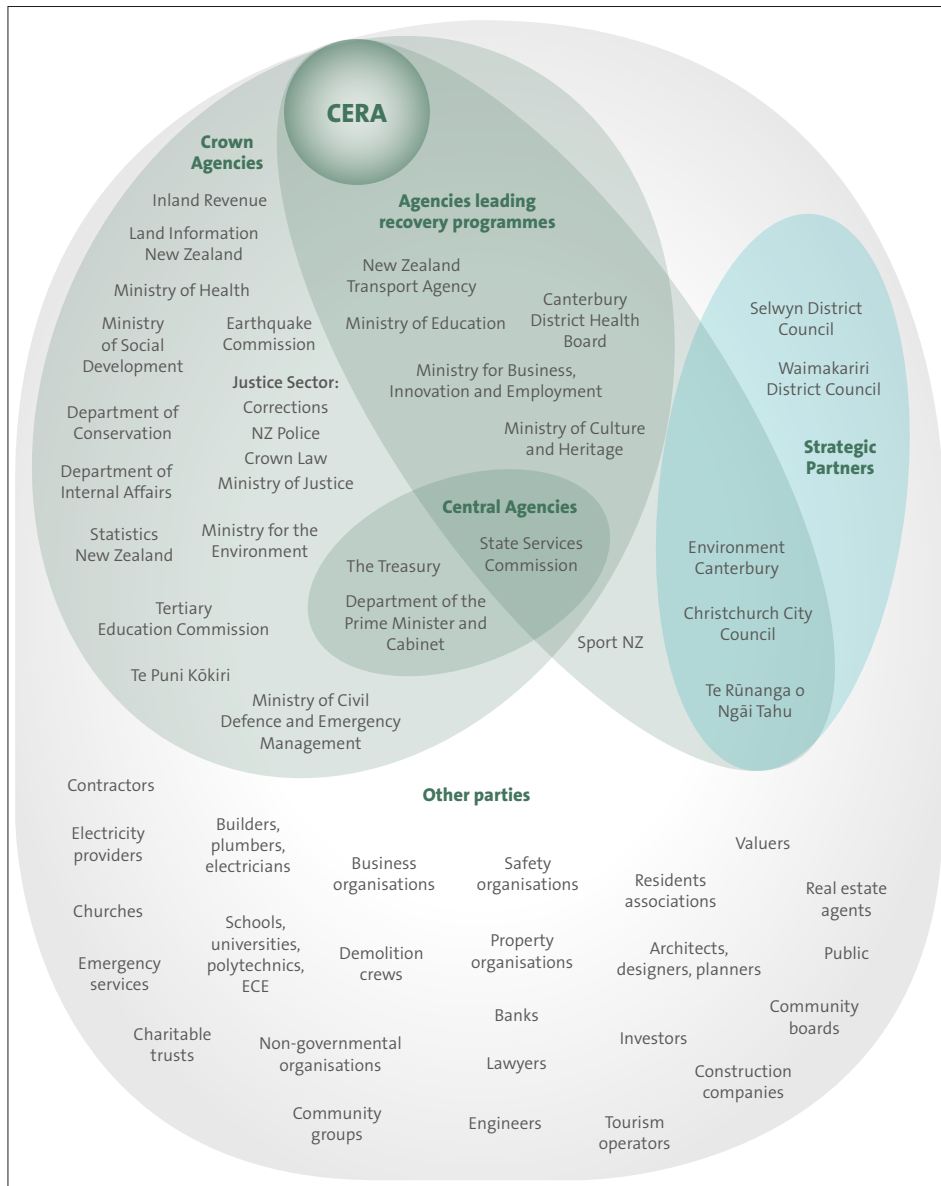 CERA
Crown
Agencies
Inland Revenue
Land Information
New Zealand
Ministry of Health
Ministry
of Social
Development
Earthquake
Commission
Justice Sector:
Corrections
NZ Police
Crown Law
Ministry of Justice
Department of
Conservation
Department of
Internal Affairs
Statistics
New Zealand
Ministry for the
Environment
Tertiary
Education Commission
Te Puni Kōkiri
Ministry of Civil
Defence and Emergency
Management
Agencies leading
recovery programmes
New Zealand
Transport Agency
Canterbury
District Health
Board
Ministry of Education
Ministry for Business,
Innovation and Employment
Ministry of Culture
and Heritage
Central Agencies
State Services
Commission
The Treasury
Department of the
Prime Minister and
Cabinet
Sport NZ
Selwyn District
Council
Waimakariri
District Council
Strategic
Partners
Environment
Canterbury
Christchurch City
Council
Te Rūnanga o
Ngāi Tahu
Other parties
Contractors
Electricity
providers
Builders,
plumbers,
electricians
Business
organisations
Safety
organisations
Residents
associations
Valuers
Real estate
agents
Churches
Schools,
universities,
polytechnics,
ECE
Demolition
crews
Property
organisations
Architects,
designers, planners
Public
Emergency
services
Charitable
trusts
Non-governmental
organisations
Banks
Lawyers
Investors
Community
boards
Construction
companies
Community
groups
Engineers
Tourism
operators